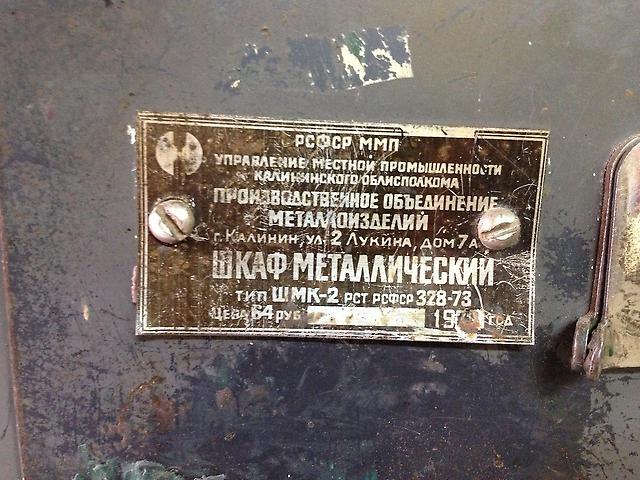 РСФСР ММП
УПРАВЛЕНИЕ МЕСТНОЙ ПРОМЫШЛЕННОСТИ
КАЛИНИНСКОГО ОБЛИСПОЛКОМА
ПРОИЗВОДСТВЕННОЕ ОБЪЕДИНЕНИЕ
МЕТАЛЛОИЗДЕЛИЙ
г. КАЛИНИН, УЛ. 2 ЛУКИНА, ДОМ 7А
ШКАФ МЕТАЛЛИЧЕСКИЙ
ТИП ШМК-2 РСТ РСФСР 328-73
ЦЕНА 64 РУБ ГОД